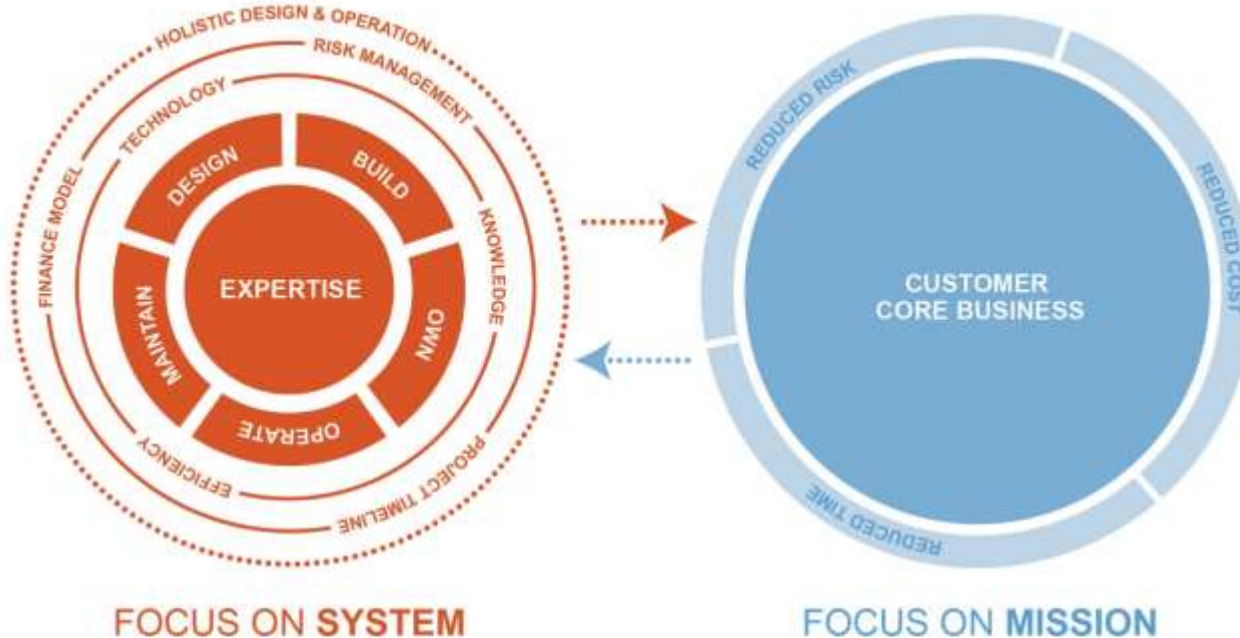 HOLISTIC DESIGN & OPERATION
RISK MANAGEMENT
FINANCE MODEL
PROJECT TIMELINE
TECHNOLOGY
KNOWLEDGE
EFFICIENCY
DESIGN
BUILD
OWN
OPERATE
MAINTAIN
EXPERTISE
FOCUS ON SYSTEM
REDUCED RISK
REDUCED COST
REDUCED TIME
CUSTOMER
CORE BUSINESS
FOCUS ON MISSION